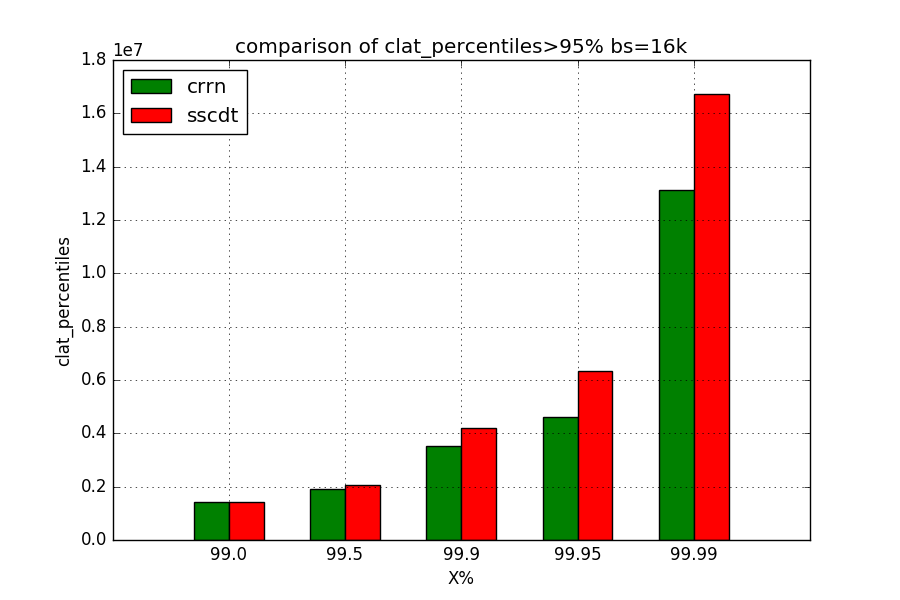 comparison of clat_percentiles>95% bs=16k
1e7
1.8
1.6
1.4
1.2
1.0
0.8
0.6
0.4
0.2
0.0
clat_percentiles
crrn
sscdt
99.0 99.5 99.9 99.95 99.99
X%